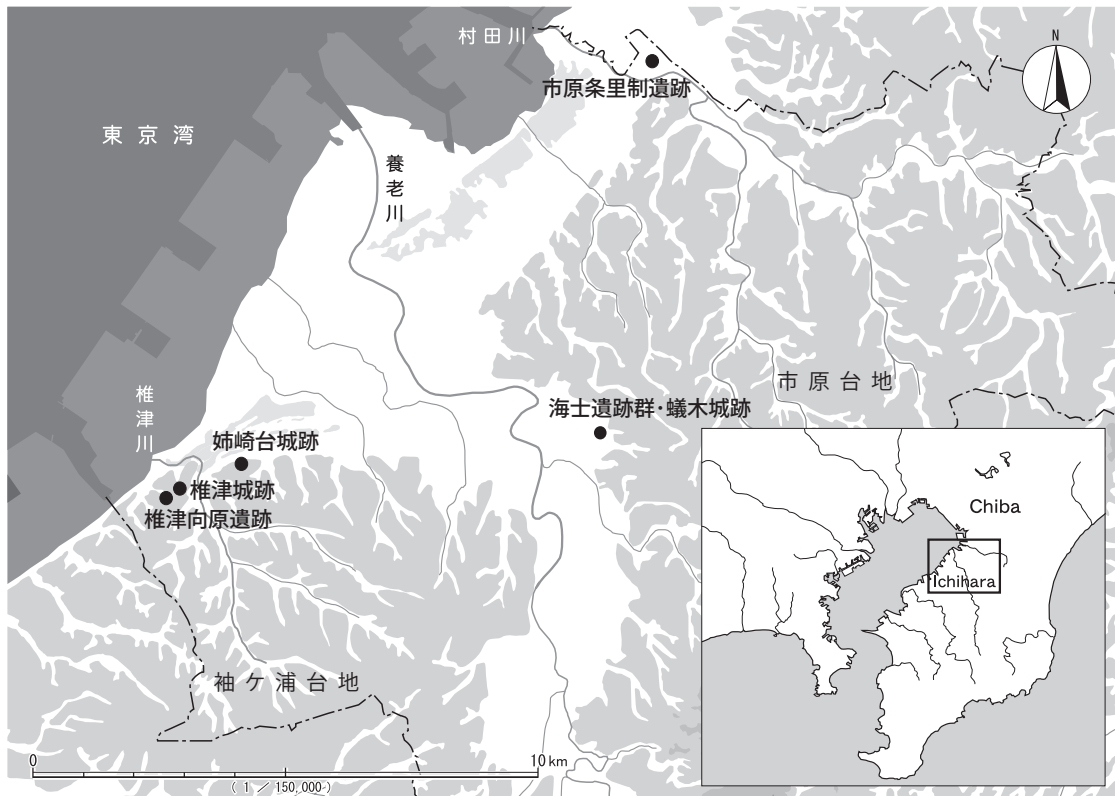 村田川
N
市原条里制遺跡
東京湾
養老川
市原台地
椎津川
海士遺跡群・蟻木城跡
姉崎台城跡
椎津城跡
椎津向原遺跡
Chiba
Ichihara
袖ケ浦台地
0
10km
(1/150,000)